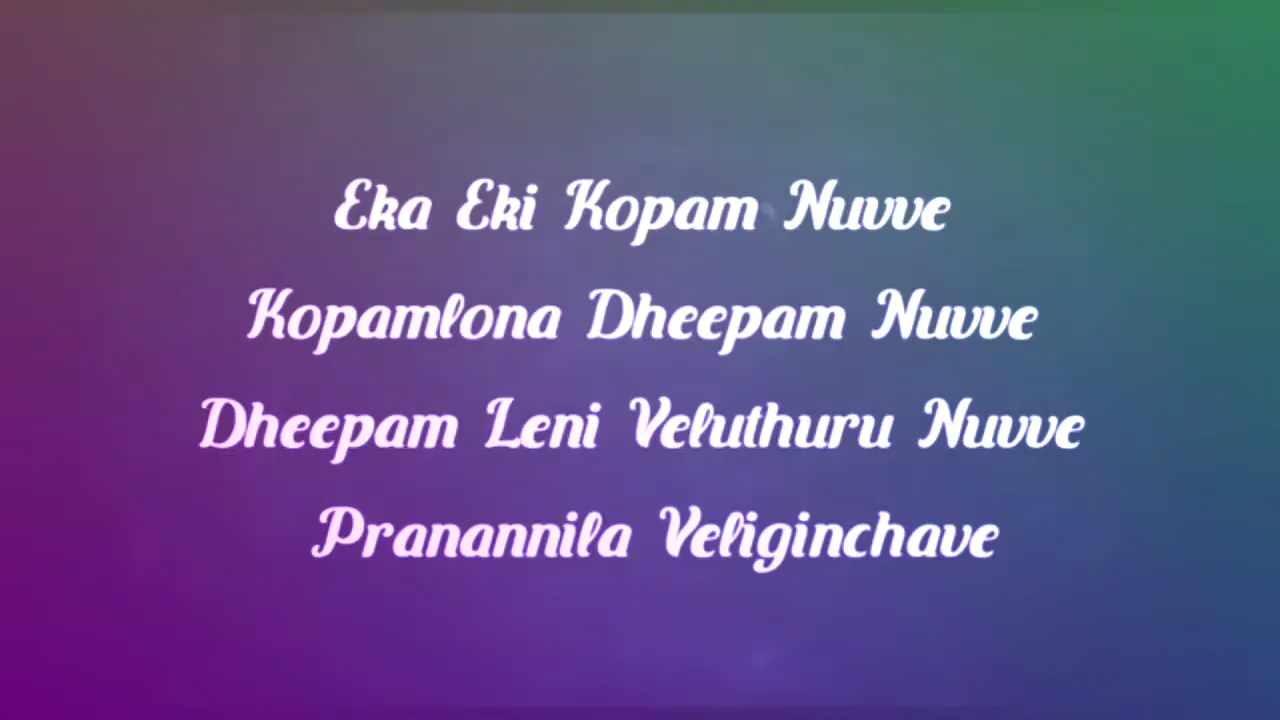 Eka Eki Kopam Nuvve
Kopamlona Dheepam Nuvve
Dheepam Leni Veluthuru Nuvve
Pranannila Veliginchave